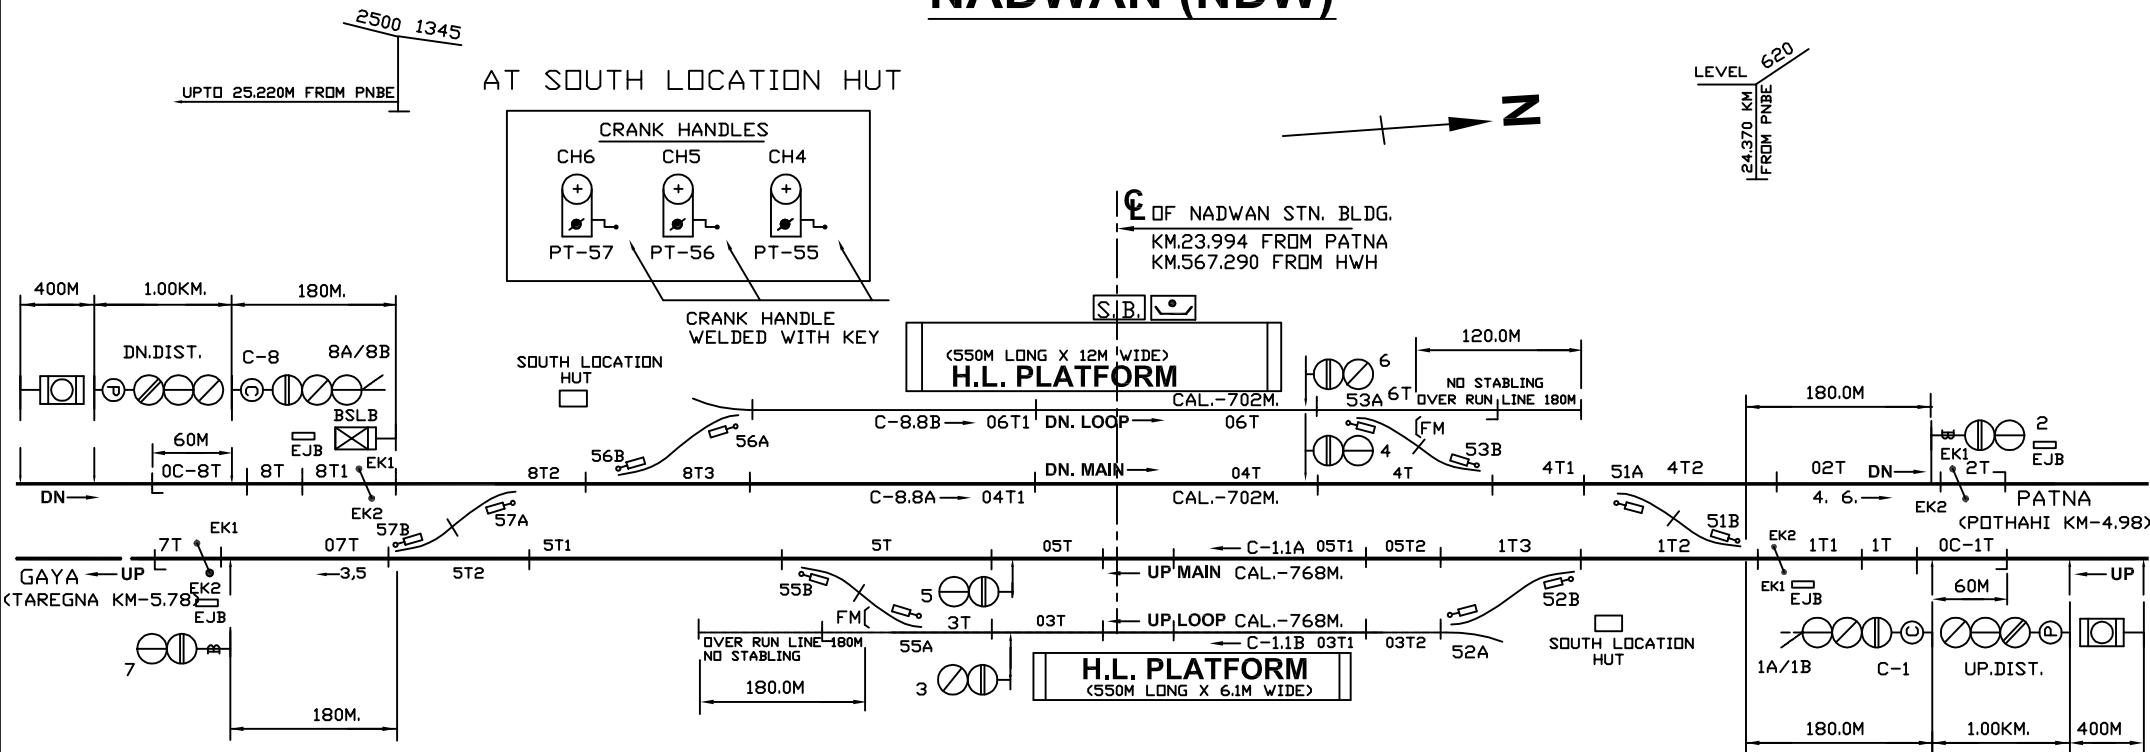 NADWAN (NDW)
2500 1345
UPTO 25.220M FROM PNBE
AT SOUTH LOCATION HUT
CRANK HANDLES
CH6 CH5 CH4
PT-57 PT-56 PT-55
CRANK HANDLE
WELDED WITH KEY
N
LEVEL 620
24.370 KM
FROM PNBE
℄ OF NADWAN STN. BLDG.
KM.23.994 FROM PATNA
KM.567.290 FROM HWH
S.B.
400M 1.00KM. 180M.
DN.DIST. C-8 8A/8B
P C
BSLB
EJB
60M
SOUTH LOCATION
HUT
(550M LONG X 12M WIDE)
H.L. PLATFORM
120.0M
6
NO STABLING
OVER RUN LINE 180M
180.0M
CAL.-702M. 53A 6T
C-8.8B 06T1 DN. LOOP 06T
FM
56A 56B
4 53B
B 2
EJB
0C-8T 8T 8T1 EK1
8T2 8T3 DN. MAIN 04T 4T 4T1 51A 4T2 02T DN EK1 2T
DN
EK2
C-8.8A 04T1 CAL.-702M.
4. 6.
EK2
PATNA
(POTHAHI KM-4.98)
57B 57A 51B
EK1
EK2
7T 07T 5T1 5T 05T C-1.1A 05T1 05T2 1T3 1T2 1T1 1T 0C-1T
GAYA UP
EK2
(TAREGNA KM-5.78)
EJB
3,5 5T2
55B
5
UP MAIN CAL.-768M.
52B
EK1
EJB
60M
UP
FM
3T 03T UP LOOP CAL.-768M.
C-1.1B 03T1 03T2
OVER RUN LINE 180M
NO STABLING
55A
52A
SOUTH LOCATION
HUT
7
B
180.0M
3
H.L. PLATFORM
(550M LONG X 6.1M WIDE)
C P
1A/1B C-1 UP.DIST.
180M.
180.0M 1.00KM. 400M